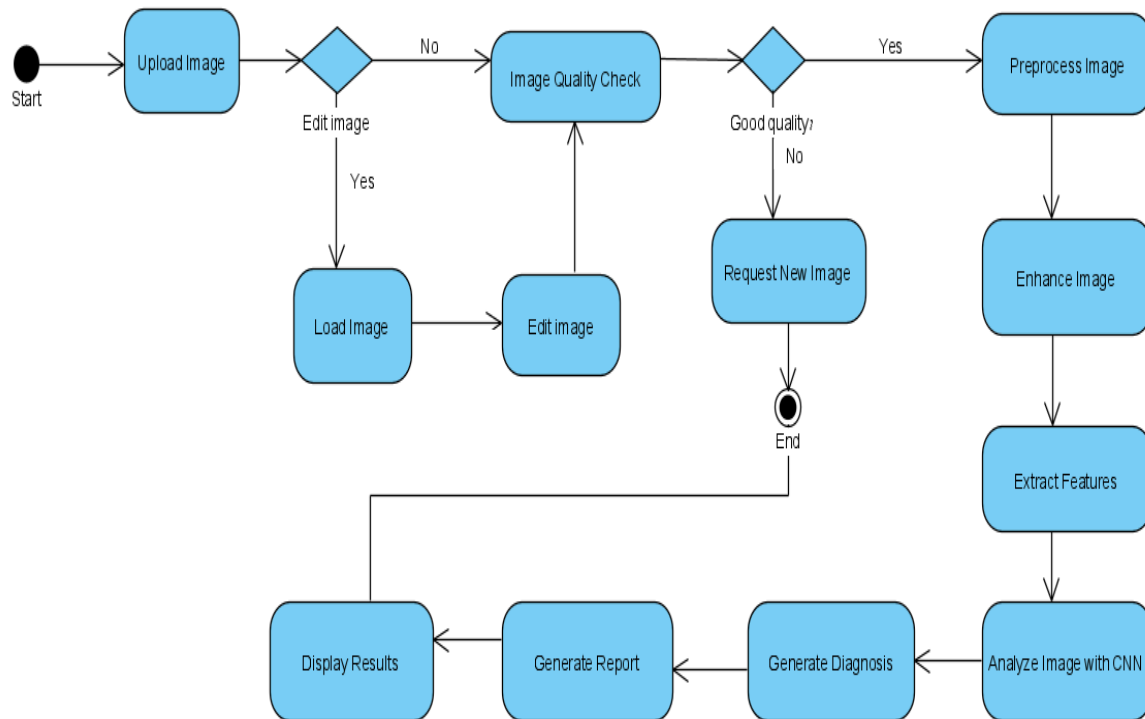 Start
Upload Image
Edit image
No
Yes
Load Image
Edit image
Image Quality Check
Good quality?
Yes
No
Request New Image
End
Preprocess Image
Enhance Image
Extract Features
Analyze Image with CNN
Generate Diagnosis
Generate Report
Display Results